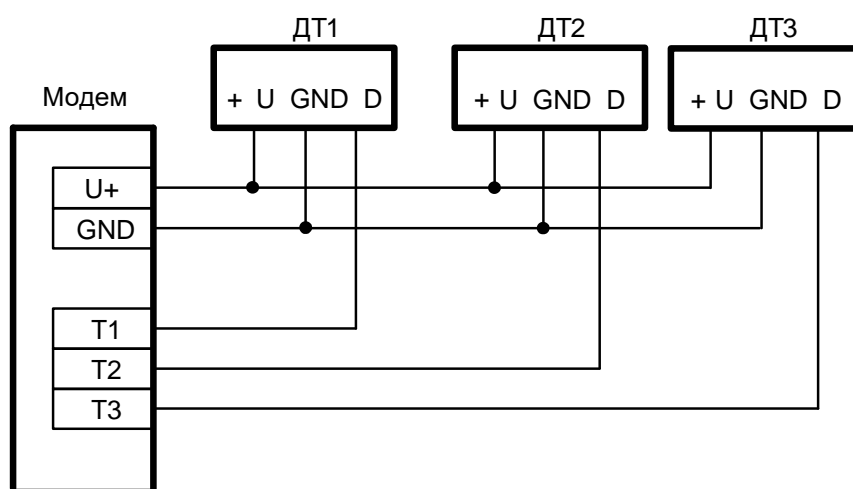 ДТ1
ДТ2
ДТ3
+ U GND D
+ U GND D
+ U GND D
Модем
U+
GND
T1
T2
T3